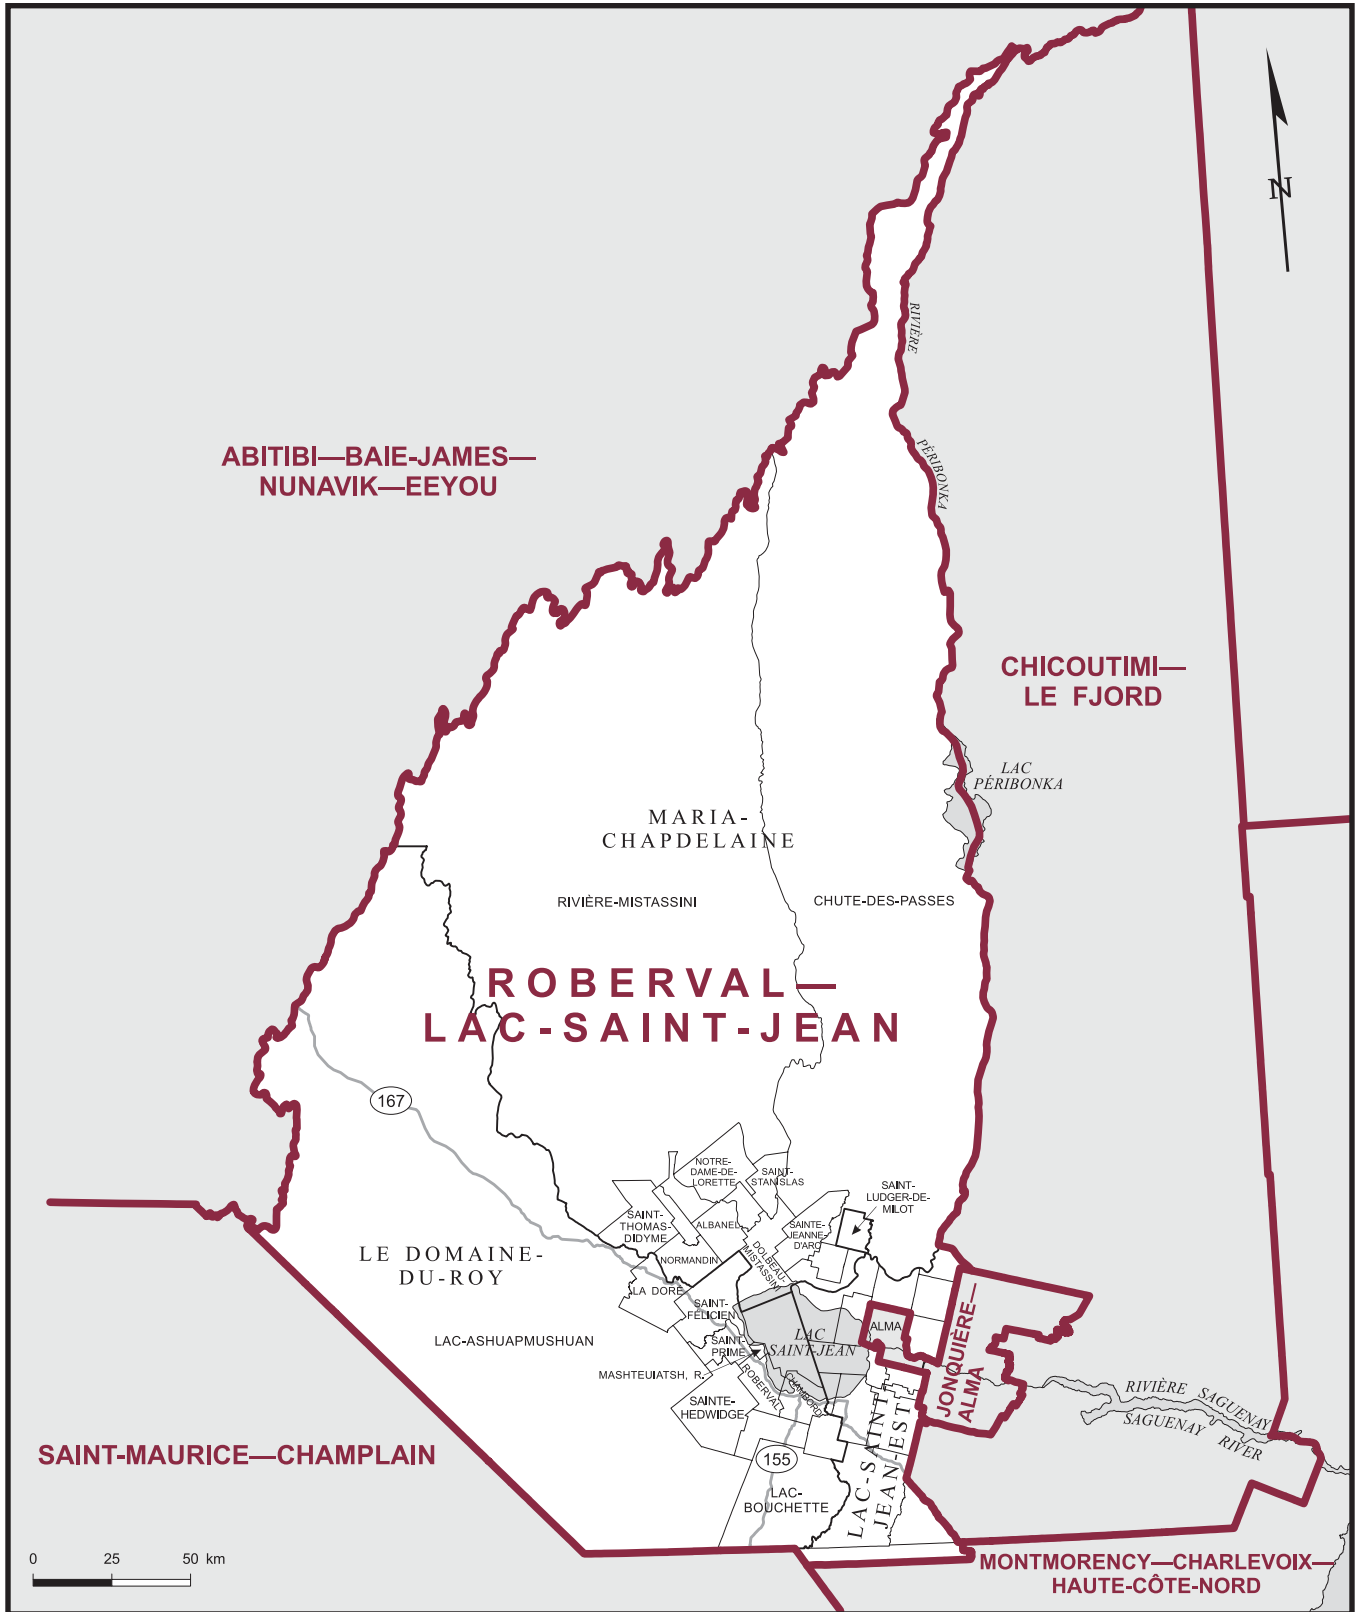 N
RIVIÈRE
PÉRIBONKA
ABITIBI—BAIE-JAMES—
NUNAVIK—EEYOU
CHICOUTIMI—
LE FJORD
LAC
PÉRIBONKA
MARIA-
CHAPDELAINE
RIVIÈRE-MISTASSINI
CHUTE-DES-PASSES
ROBERVAL—
LAC-SAINT-JEAN
167
NOTRE-
DAME-DE-
LORETTE
SAINT-
STANISLAS
SAINT-
LUDGER-DE-
MILOT
SAINT-
THOMAS-
DIDYME
ALBANEL
SAINTE-
JEANNE-
D'ARC
DOLBEAU-
MISTASSINI
NORMANDIN
LE DOMAINE-
DU-ROY
LA DORÉ
SAINT-
FÉLICIEN
LAC-ASHUAPMUSHUAN
SAINT-
PRIME
LAC
SAINT-JEAN
ALMA
JONQUIÈRE—
ALMA
MASHTEUIATSH, R.
ROBERVAL
CHAMBORD
SAINTE-
HEDWIDGE
RIVIÈRE SAGUENAY
SAGUENAY RIVER
SAINT-MAURICE—CHAMPLAIN
155
LAC-
BOUCHETTE
LAC-SAINT-
JEAN-EST
0 25 50 km
MONTMORENCY—CHARLEVOIX—
HAUTE-CÔTE-NORD